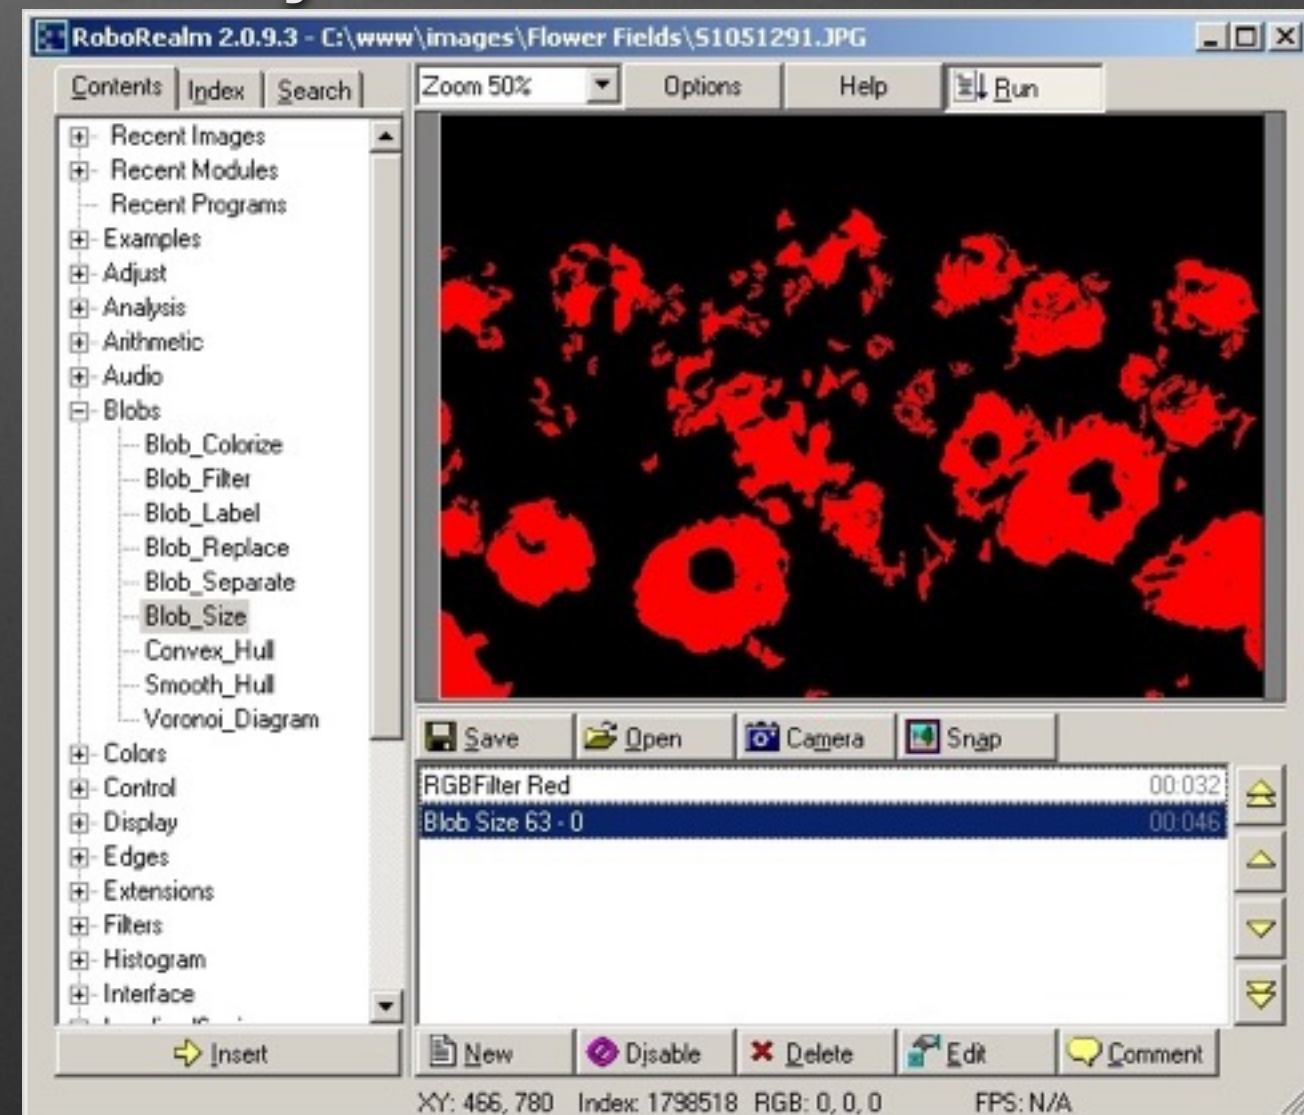 RoboRealm 2.0.9.3 - C:\www\images\Flower Fields\S1051291.JPG
Contents Index Search
Zoom 50% Options Help Run
Recent Images
Recent Modules
Recent Programs
Examples
Adjust
Analysis
Arithmetic
Audio
Blobs
Blob_Colorize
Blob_Filter
Blob_Label
Blob_Replace
Blob_Separate
Blob_Size
Convex_Hull
Smooth_Hull
Voronoi_Diagram
Colors
Control
Display
Edges
Extensions
Filters
Histogram
Interface
Insert
Save Open Camera Snap
RGBFilter Red 00:032
Blob Size 63 - 0 00:046
New Disable Delete Edit Comment
XY: 466, 780 Index: 1798518 RGB: 0, 0, 0 FPS: N/A